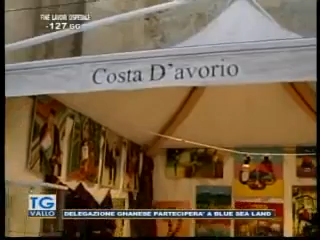 FINE LAVORI OSPEDALE
-127 GG
Costa D'avorio
TG
VALLO
DELEGAZIONE GHANESE PARTECIPERA' A BLUE SEA LAND